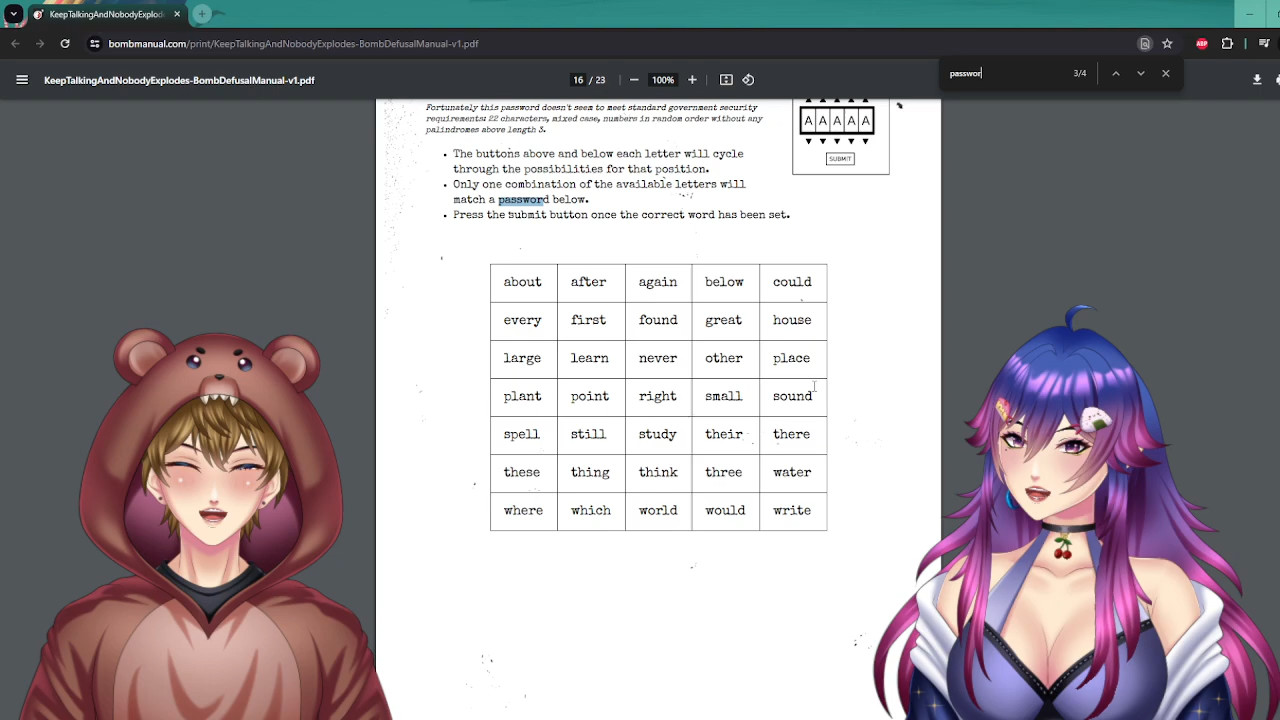 KeepTalkingAndNobodyExplodes
bombmanual.com/print/KeepTalkingAndNobodyExplodes-BombDefusalManual-v1.pdf
ABP
passwor 3/4
KeepTalkingAndNobodyExplodes-BombDefusalManual-v1.pdf
16 / 23
100%
Fortunately this password doesn't seem to meet standard government security
requirements: 22 characters, mixed case, numbers in random order without any
palindromes above length 3.
A A A A A
SUBMIT
• The buttons above and below each letter will cycle
through the possibilities for that position.
• Only one combination of the available letters will
match a password below.
• Press the submit button once the correct word has been set.
about after again below could
every first found great house
large learn never other place
plant point right small sound
spell still study their there
these thing think three water
where which world would write